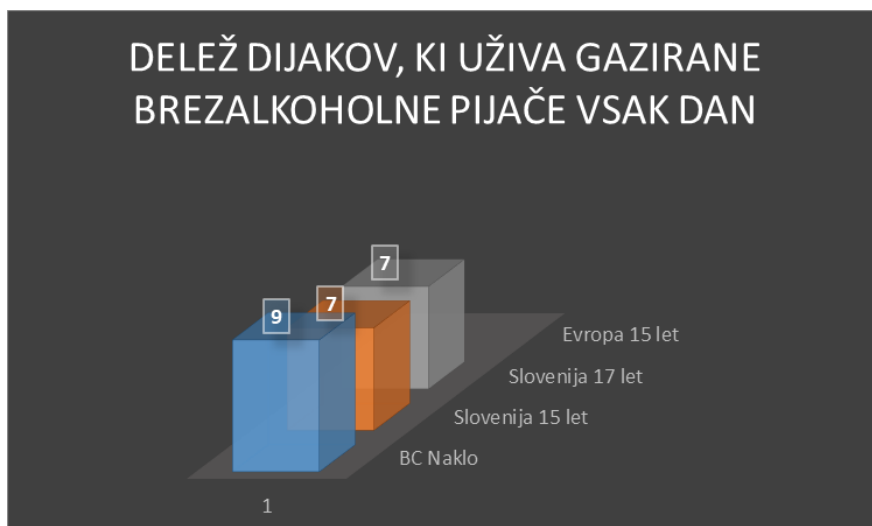 DELEŽ DIJAKOV, KI UŽIVA GAZIRANE
BREZALKOHOLNE PIJAČE VSAK DAN
7
7
9
Evropa 15 let
Slovenija 17 let
Slovenija 15 let
BC Naklo
1